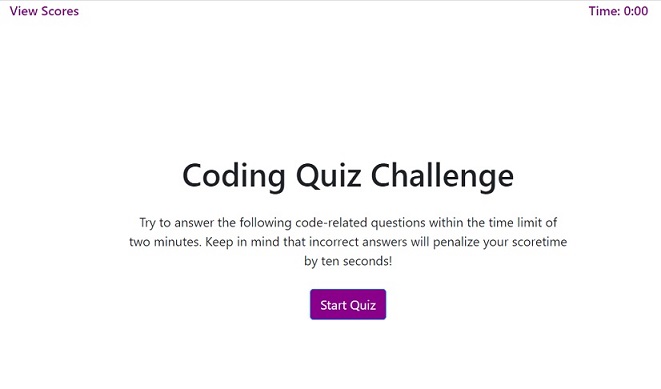 View Scores
Time: 0:00
Coding Quiz Challenge
Try to answer the following code-related questions within the time limit of
two minutes. Keep in mind that incorrect answers will penalize your scoretime
by ten seconds!
Start Quiz